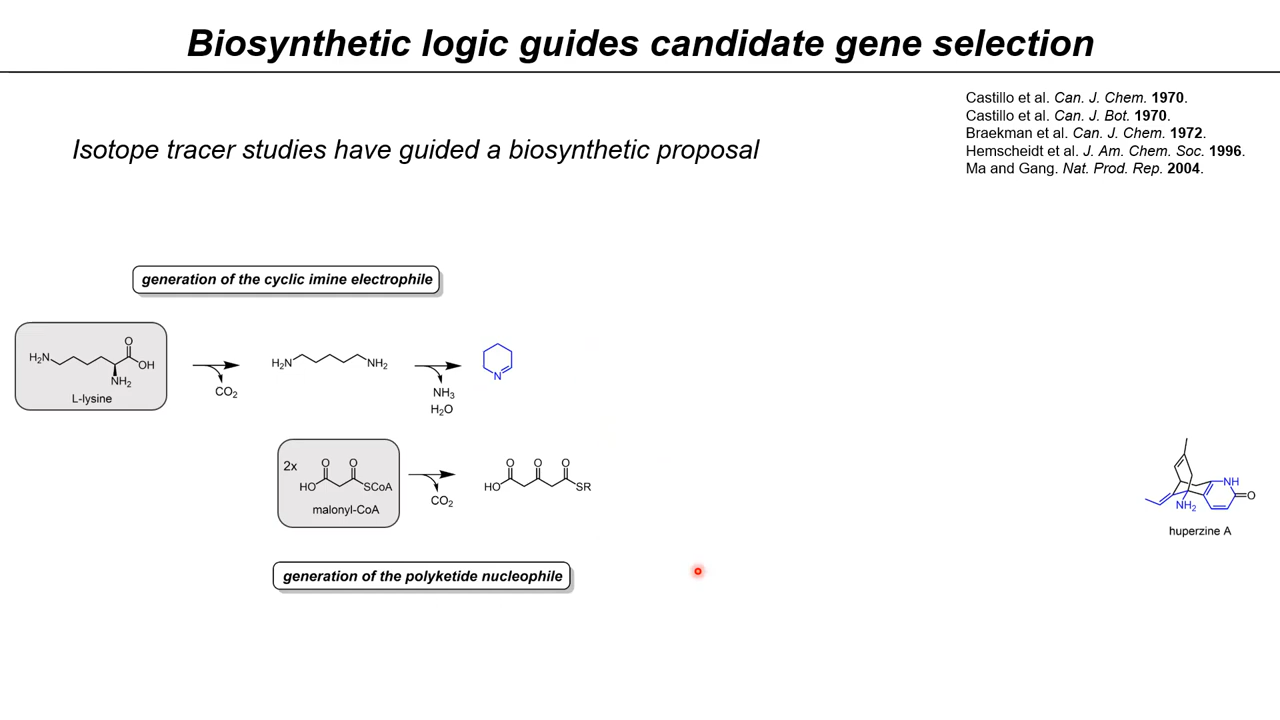 Biosynthetic logic guides candidate gene selection
Castillo et al. Can. J. Chem. 1970.
Castillo et al. Can. J. Bot. 1970.
Braekman et al. Can. J. Chem. 1972.
Hemscheidt et al. J. Am. Chem. Soc. 1996.
Ma and Gang. Nat. Prod. Rep. 2004.
Isotope tracer studies have guided a biosynthetic proposal
generation of the cyclic imine electrophile
H₂N
O
OH
NH₂
L-lysine
CO₂
H₂N
NH₂
NH₃
H₂O
N
2x
O O
HO SCoA
malonyl-CoA
CO₂
O O O
HO SR
NH
O
NH₂
huperzine A
generation of the polyketide nucleophile